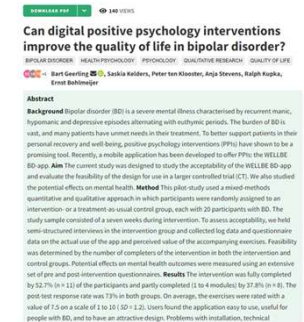 DOWNLOAD PDF
140 VIEWS
Can digital positive psychology interventions
improve the quality of life in bipolar disorder?
BIPOLAR DISORDER HEALTH PSYCHOLOGY PSYCHOLOGY QUALITATIVE RESEARCH QUALITY OF LIFE
+1 Bart Geerling, Saskia Kelders, Peter ten Klooster, Anja Stevens, Ralph Kupka,
Ernst Bohlmeijer
Abstract
Background Bipolar disorder (BD) is a severe mental illness characterised by recurrent manic,
hypomanic and depressive episodes alternating with euthymic periods. The burden of BD is
vast, and many patients have unmet needs in their treatment. To better support patients in their
personal recovery and well-being, positive psychology interventions (PPIs) have shown to be a
promising tool. Recently, a mobile application has been developed to offer PPIs: the WELLBE
BD-app. Aim The current study was designed to study the acceptability of the WELLBE BD-app
and evaluate the feasibility of the design for use in a larger controlled trial (CT). We also studied
the potential effects on mental health. Method This pilot-study used a mixed-methods
quantitative and qualitative approach in which participants were randomly assigned to an
intervention- or a treatment-as-usual control group, each with 20 participants with BD. The
study sample consisted of a seven weeks during intervention. To assess acceptability, we held
semi-structured interviews in the intervention group and collected log data and questionnaire
data on the actual use of the app and perceived value of the accompanying exercises. Feasibility
was determined by the number of completers of the intervention in both the intervention and
control groups. Potential effects on mental health outcomes were measured using an extensive
set of pre and post-intervention questionnaires. Results The intervention was fully completed
by 52.7% (n = 11) of the participants and partly completed (1 to 4 modules) by 37.8% (n = 8). The
post-test response rate was 73% in both groups. On average, the exercises were rated with a
value of 7.5 on a scale of 1 to 10 (SD = 1.2). Users found the application easy to use, useful for
people with BD, and to have an attractive design. Problems with installation, technical